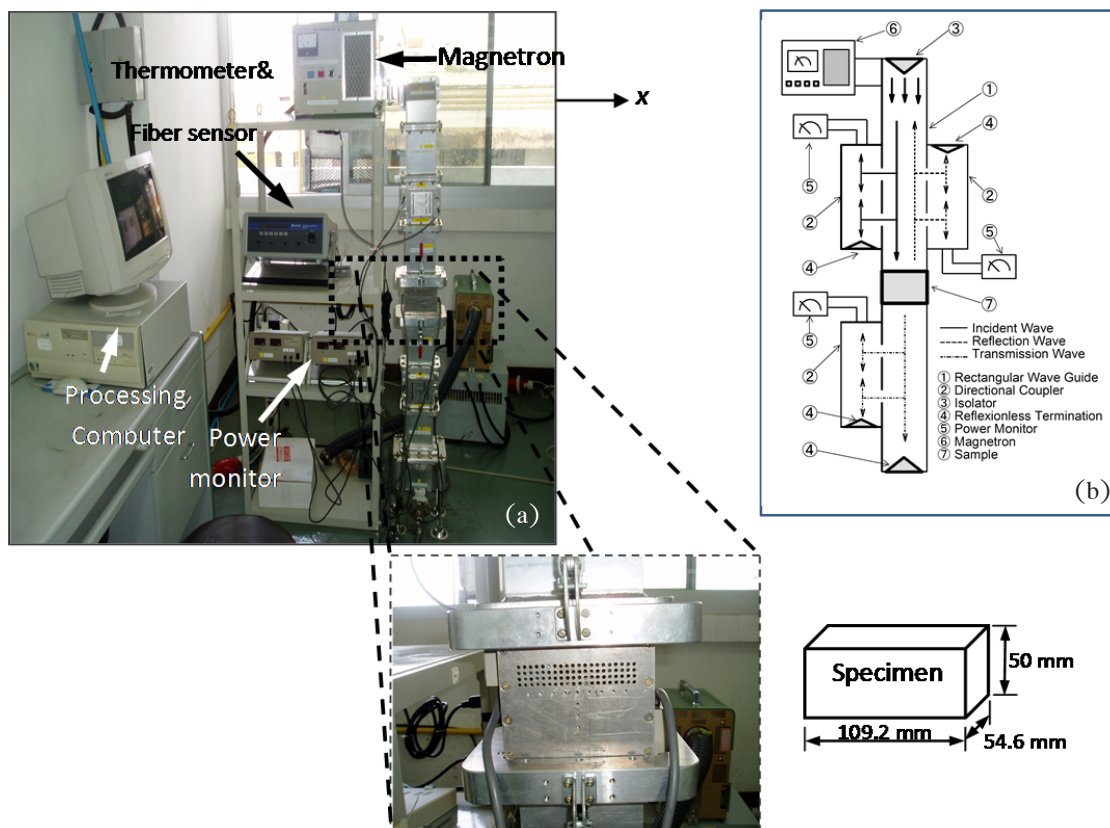 Thermometer&
Fiber sensor
Magnetron
x
Processing
Computer
Power
monitor
(a)
⑥
③
①
④
⑤
②
②
④
⑤
⑤
⑦
②
④
④
Incident Wave
Reflection Wave
Transmission Wave
① Rectangular Wave Guide
② Directional Coupler
③ Isolator
④ Reflexionless Termination
⑤ Power Monitor
⑥ Magnetron
⑦ Sample
(b)
Specimen
50 mm
109.2 mm
54.6 mm